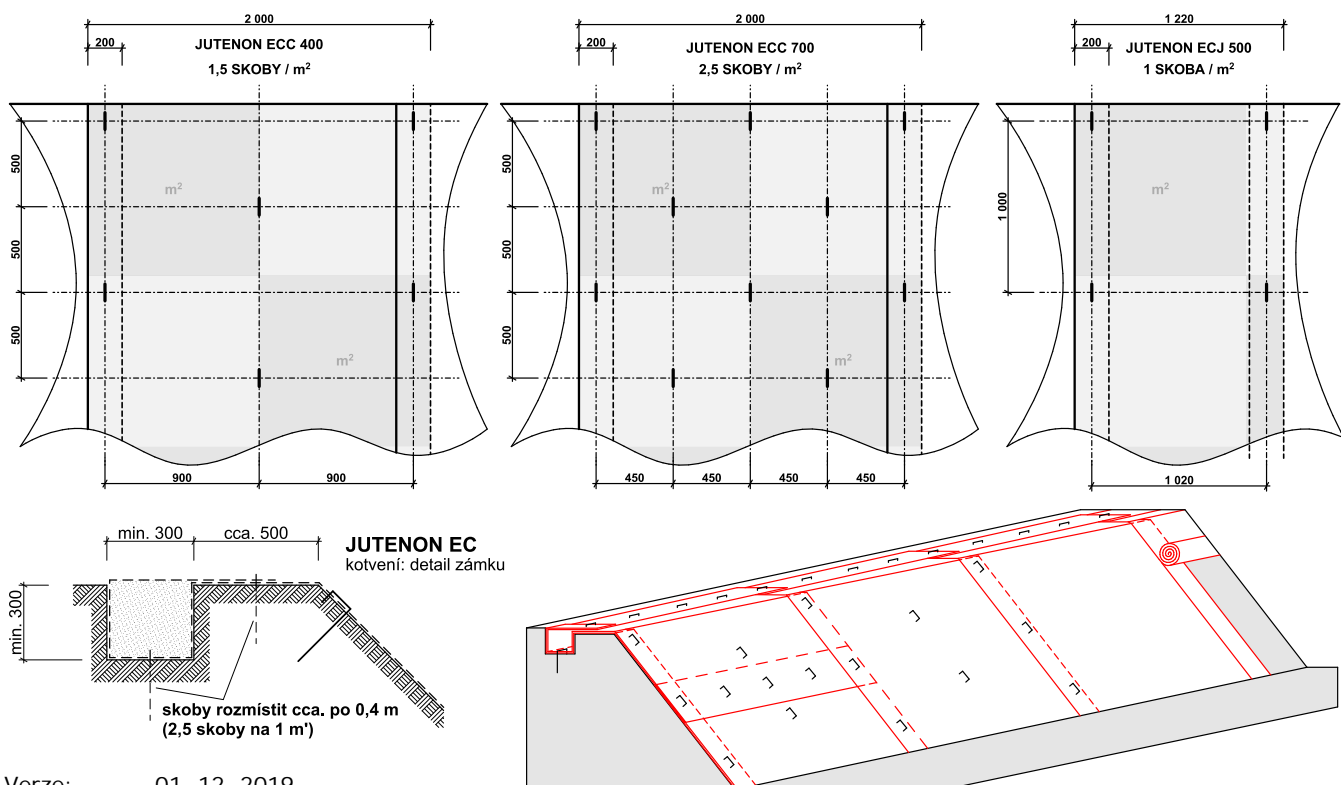 2 000
200
JUTENON ECC 400
1,5 SKOBY / m²
500
500
500
m²
m²
900
900
2 000
200
JUTENON ECC 700
2,5 SKOBY / m²
500
500
500
m²
m²
450
450
450
450
1 220
200
JUTENON ECJ 500
1 SKOBA / m²
1 000
m²
1 020
min. 300
cca. 500
JUTENON EC
kotvení: detail zámku
min. 300
skoby rozmístit cca. po 0,4 m
(2,5 skoby na 1 m')
Verze: 01. 12. 2019